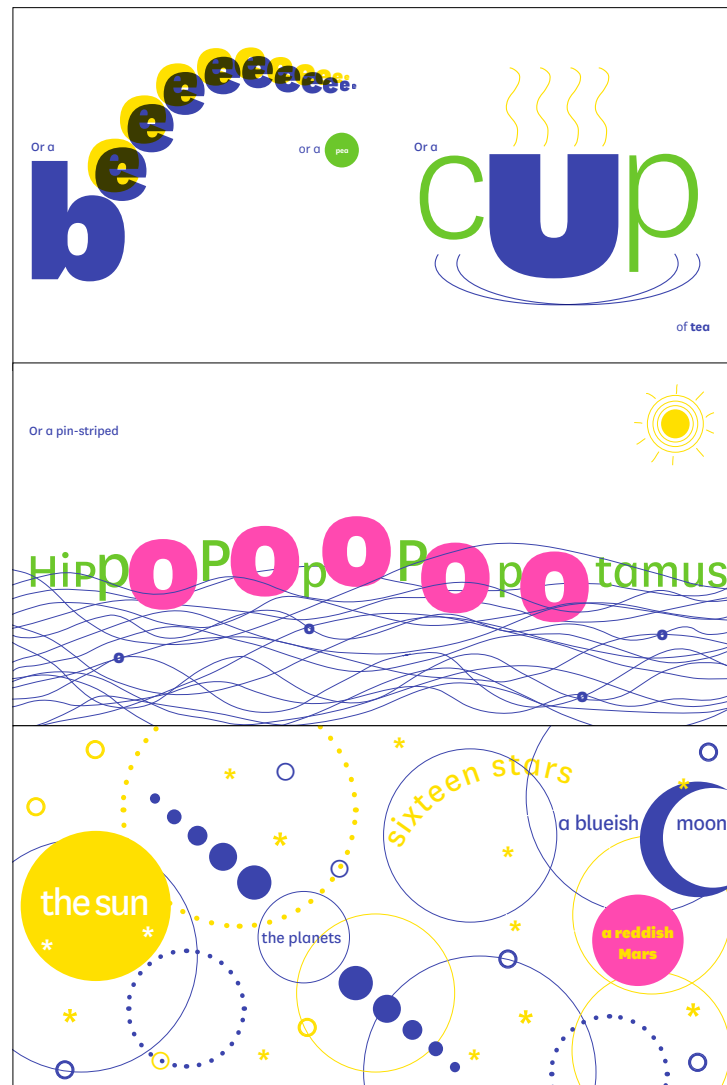 Or a
beeeeeeeeee
or a
pea
Or a
cup
of tea
Or a pin-striped
HiPpoPopoPopotamus
o
o
o
o
sixteen stars
a blueish moon
the sun
a reddish
Mars
the planets